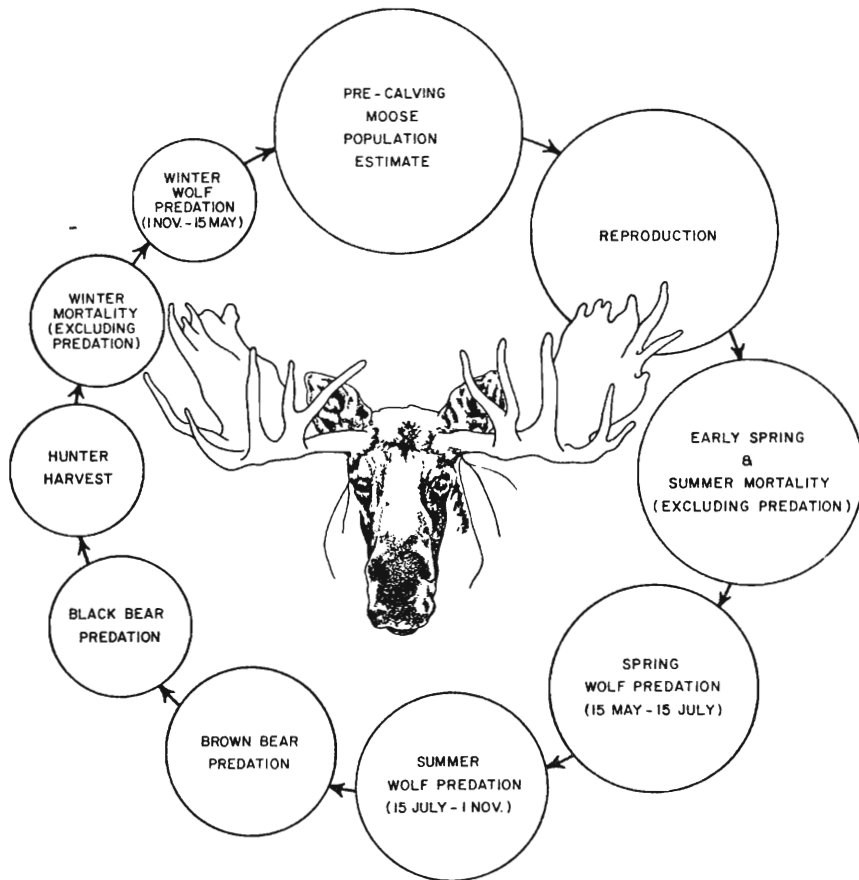 PRE-CALVING
MOOSE
POPULATION
ESTIMATE
REPRODUCTION
EARLY SPRING
&
SUMMER MORTALITY
(EXCLUDING PREDATION)
SPRING
WOLF PREDATION
(15 MAY-15 JULY)
SUMMER
WOLF PREDATION
(15 JULY-1 NOV.)
BROWN BEAR
PREDATION
BLACK BEAR
PREDATION
HUNTER
HARVEST
WINTER
MORTALITY
(EXCLUDING
PREDATION)
WINTER
WOLF
PREDATION
(1 NOV.-15 MAY)